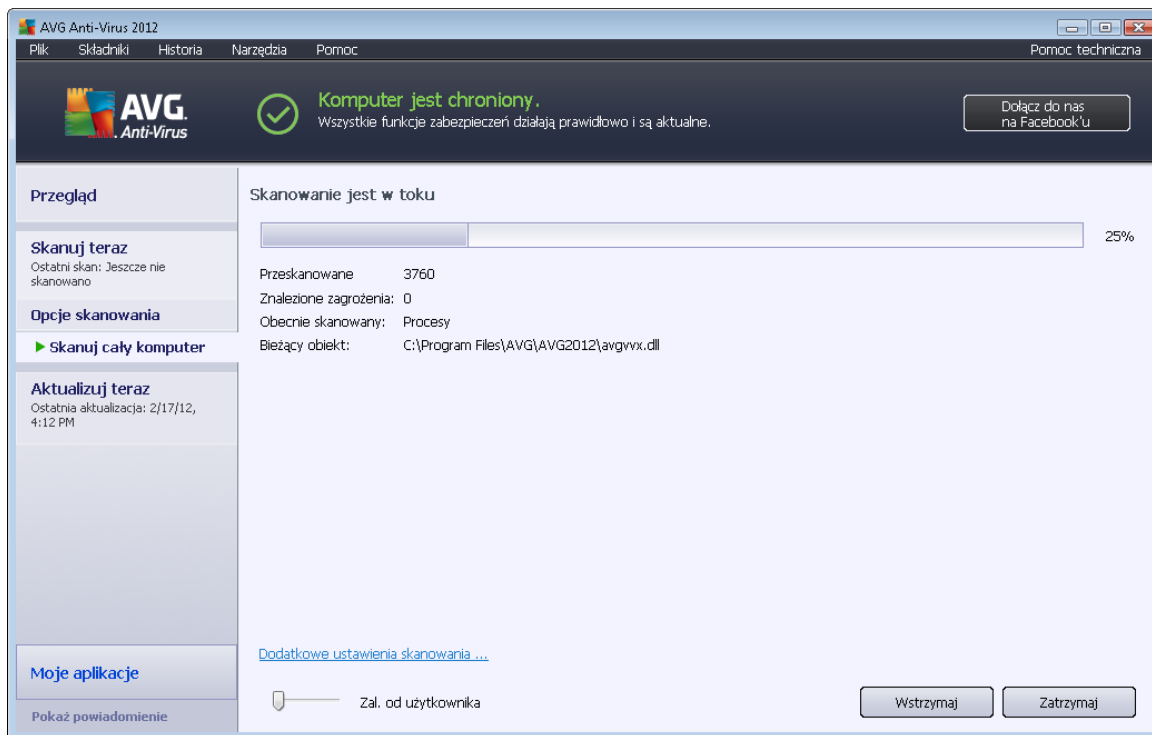 AVG Anti-Virus 2012
Plik Składniki Historia Narzędzia Pomoc Pomoc techniczna
AVG.
Anti-Virus
Komputer jest chroniony.
Wszystkie funkcje zabezpieczeń działają prawidłowo i są aktualne.
Dołącz do nas
na Facebook'u
Przegląd
Skanuj teraz
Ostatni skan: Jeszcze nie
skanowano
Opcje skanowania
Skanuj cały komputer
Aktualizuj teraz
Ostatnia aktualizacja: 2/17/12,
4:12 PM
Moje aplikacje
Pokaż powiadomienie
Skanowanie jest w toku
25%
Przeskanowane 3760
Znalezione zagrożenia: 0
Obecnie skanowany: Procesy
Bieżący obiekt: C:\Program Files\AVG\AVG2012\avgvvx.dll
Dodatkowe ustawienia skanowania ...
Zal. od użytkownika
Wstrzymaj
Zatrzymaj